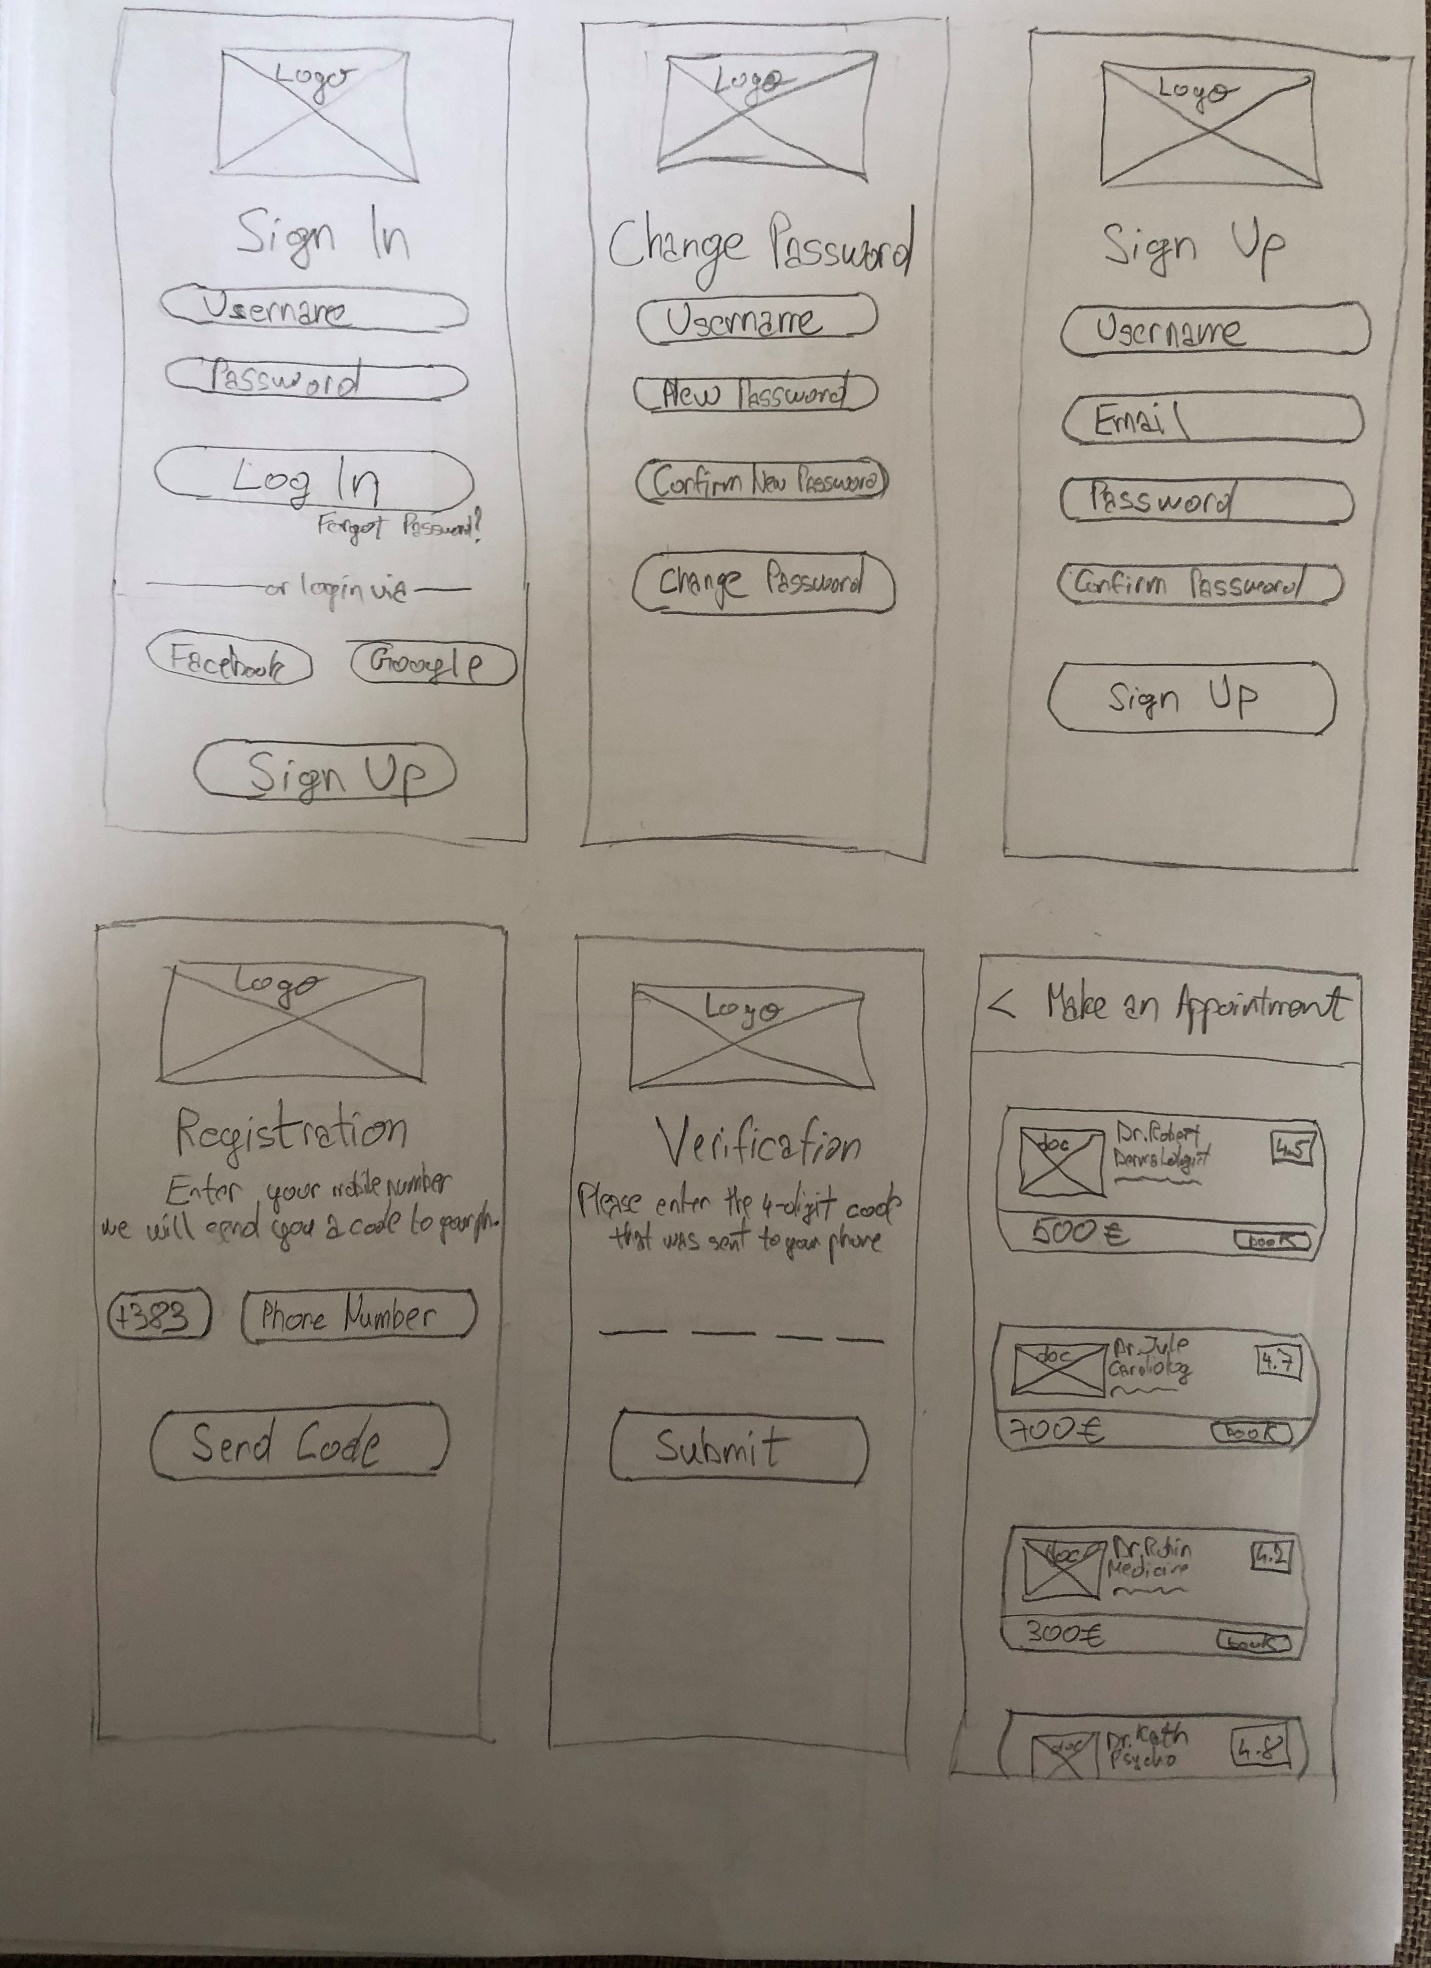 Logo
Sign In
Username
Password
Log In
Forgot Password?
or login via
Facebook Google
Sign Up
Logo
Change Password
Username
New Password
Confirm New Password
Change Password
Logo
Sign Up
Username
Email
Password
Confirm Password
Sign Up
Logo
Registration
Enter your mobile number
we will send you a code to your ph.
+383 Phone Number
Send Code
Logo
Verification
Please enter the 4-digit code
that was sent to your phone
Submit
< Make an Appointment
doc Dr. Robert 4.5
Dermatologist
500 € book
doc Dr. Jule 4.7
Cardiolog
700 € book
doc Dr. Rubin 4.2
Medicine
300 € book
doc Dr. Kath 4.8
Psycho